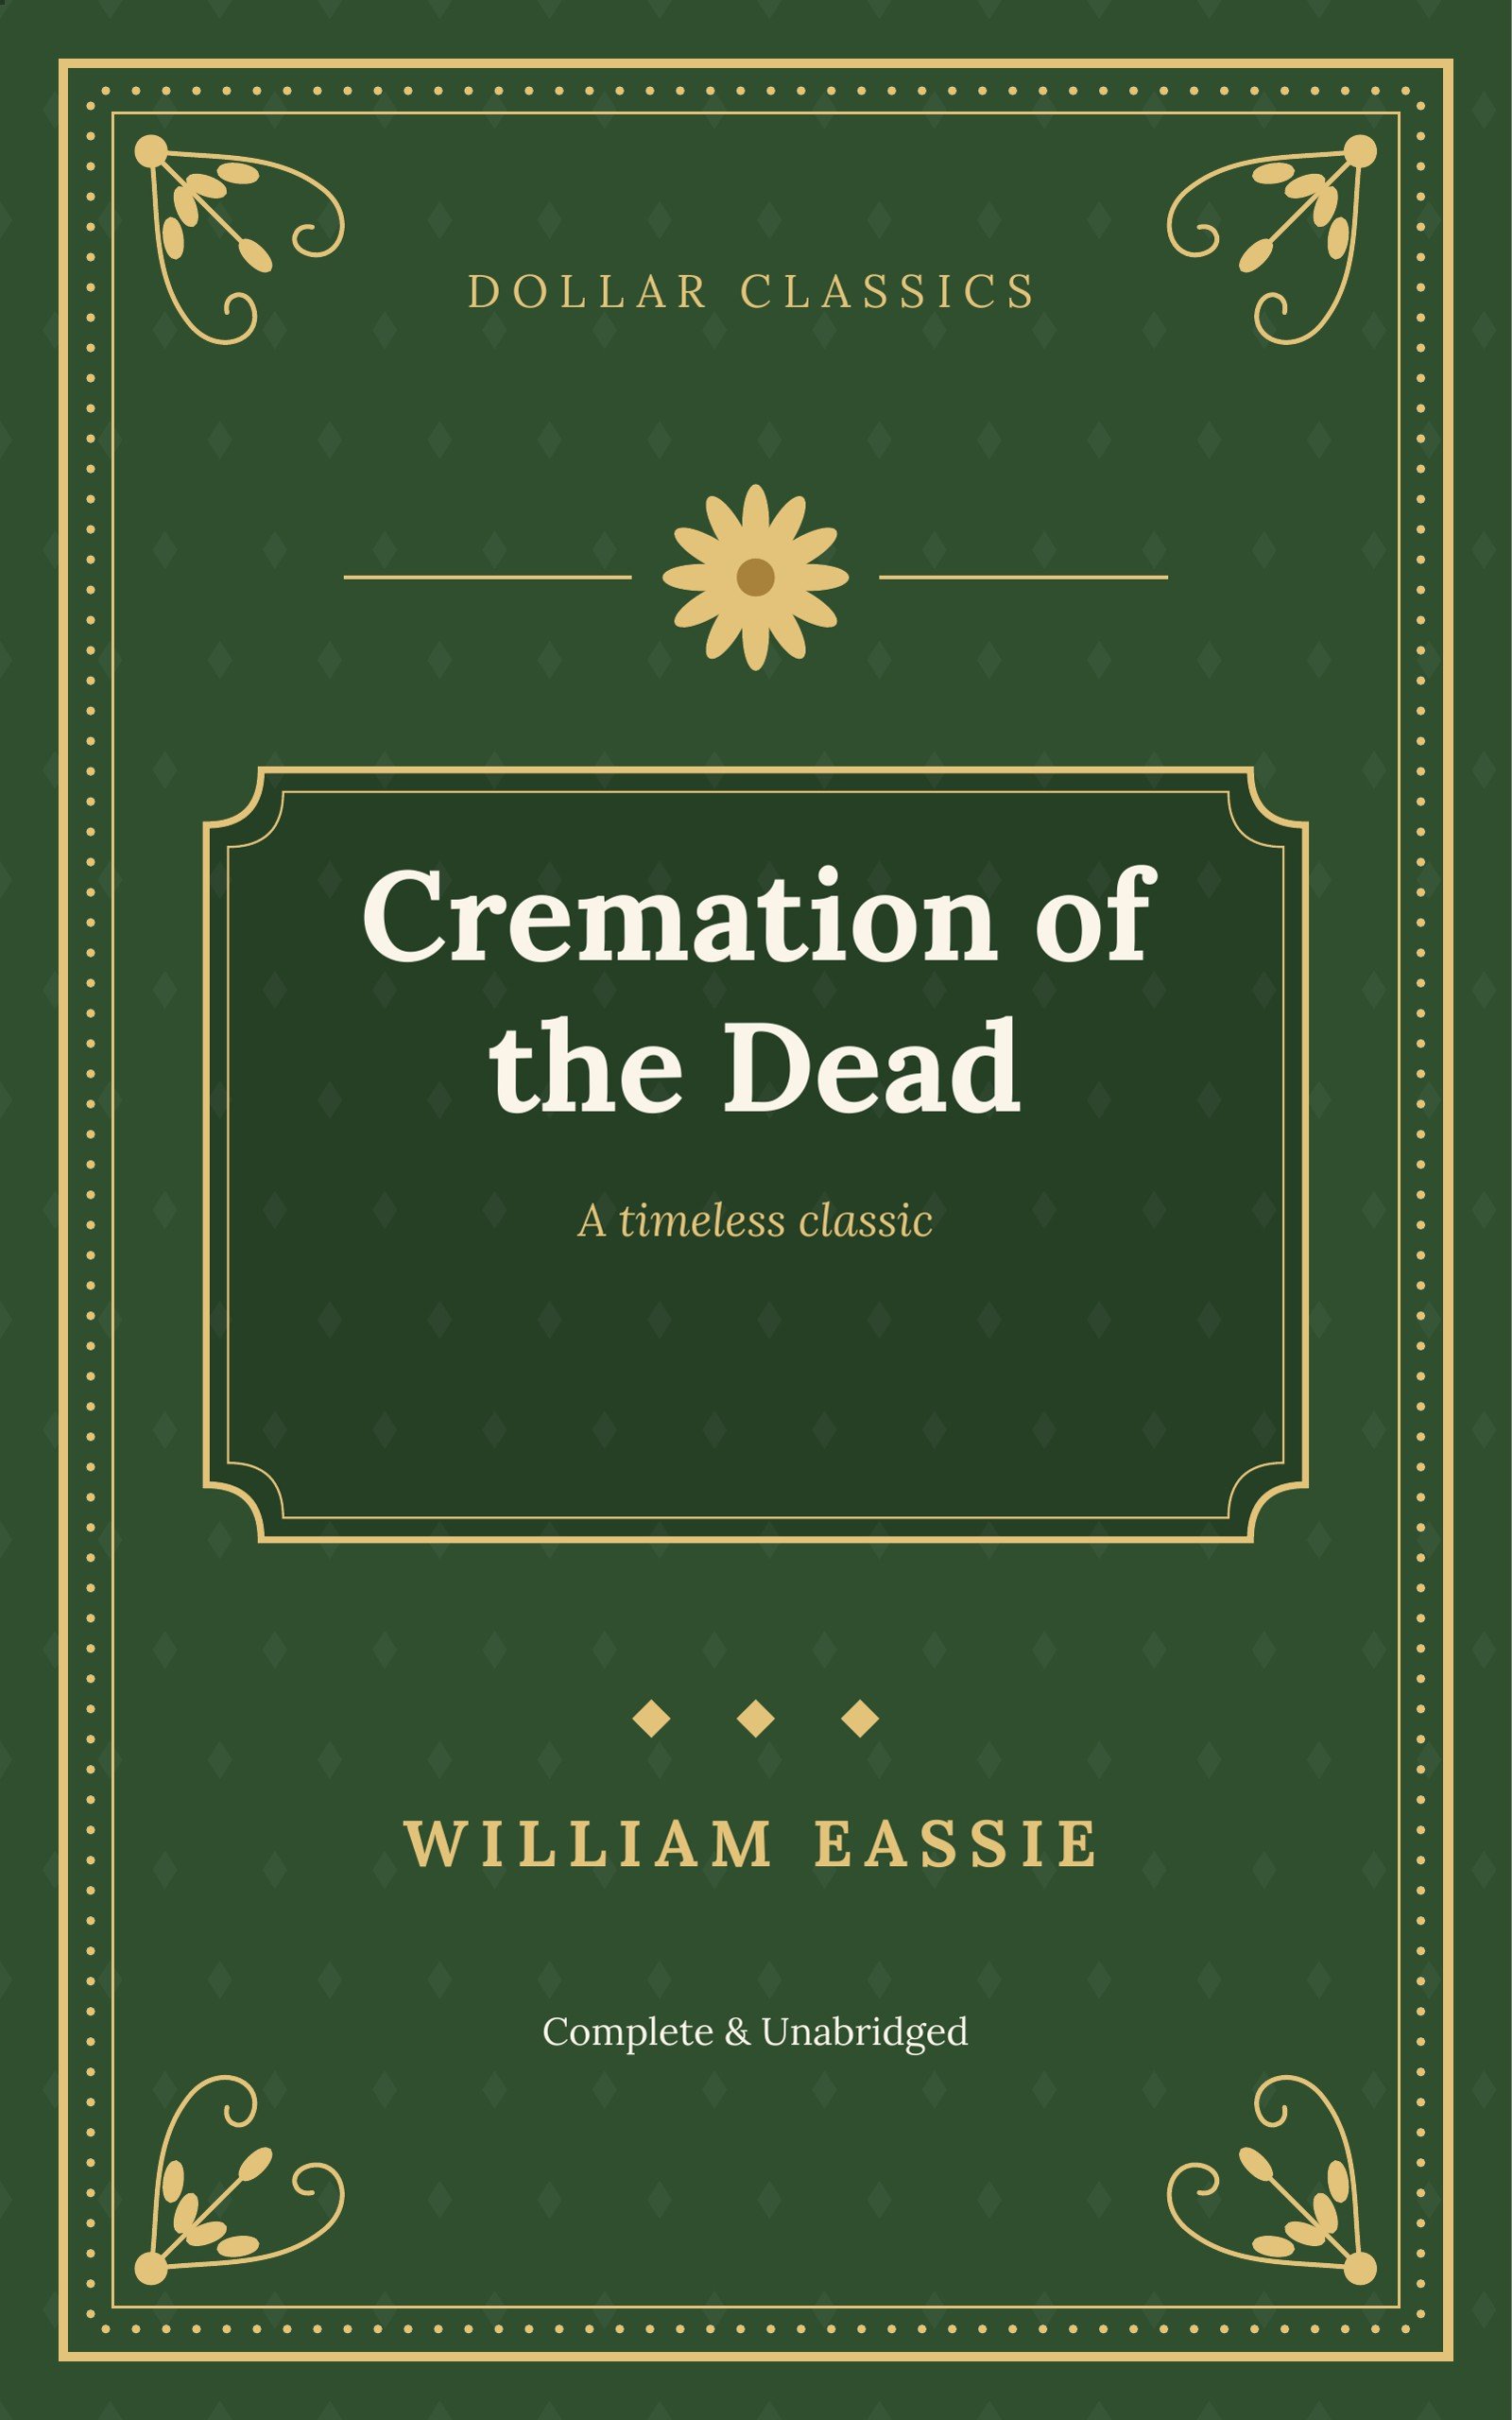 DOLLAR CLASSICS
Cremation of
the Dead
A timeless classic
WILLIAM EASSIE
Complete & Unabridged